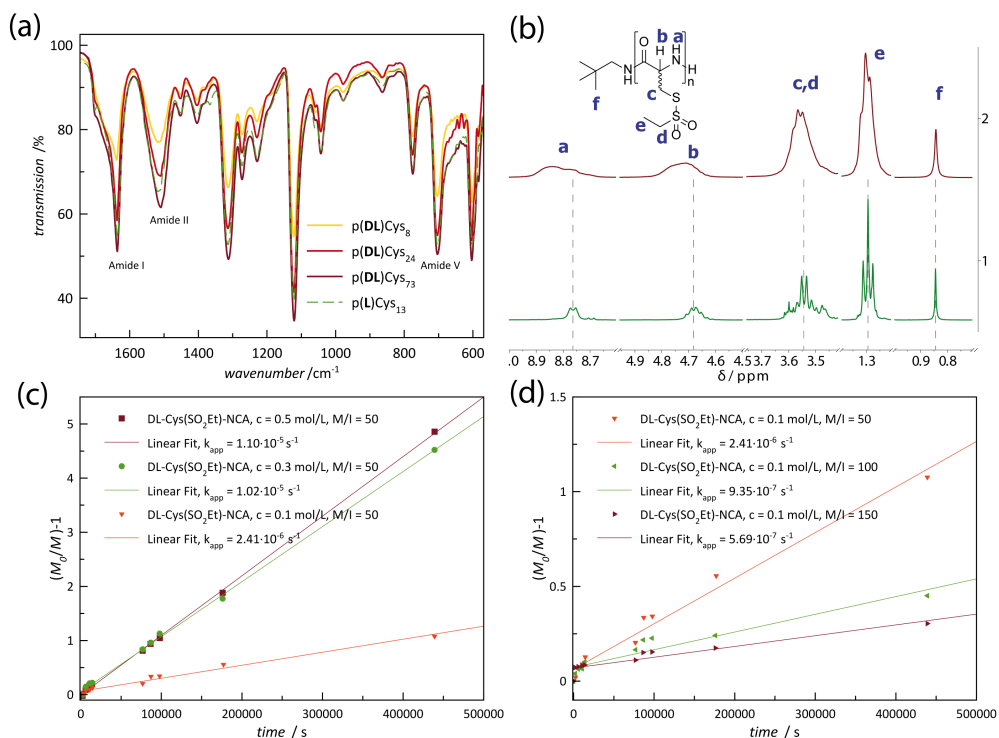 (a)
100
80
60
40
transmission /%
Amide I
Amide II
Amide V
p(DL)Cys8
p(DL)Cys24
p(DL)Cys73
p(L)Cys13
1600
1400
1200
1000
800
600
wavenumber /cm-1
(b)
b a
O H H
N
N H
H n
c S
f
e S O
d O
a
b
c,d
e
f
2
1
.0 8.9 8.8 8.7 4.9 4.8 4.7 4.6 4.5 3.7 3.6 3.5 1.3 0.9 0.8
δ / ppm
(c)
5
4
3
2
1
0
(M0/M)-1
DL-Cys(SO2Et)-NCA, c = 0.5 mol/L, M/I = 50
Linear Fit, kapp = 1.10·10-5 s-1
DL-Cys(SO2Et)-NCA, c = 0.3 mol/L, M/I = 50
Linear Fit, kapp = 1.02·10-5 s-1
DL-Cys(SO2Et)-NCA, c = 0.1 mol/L, M/I = 50
Linear Fit, kapp = 2.41·10-6 s-1
0 100000 200000 300000 400000 500000
time / s
(d)
1.5
1
0.5
0
(M0/M)-1
DL-Cys(SO2Et)-NCA, c = 0.1 mol/L, M/I = 50
Linear Fit, kapp = 2.41·10-6 s-1
DL-Cys(SO2Et)-NCA, c = 0.1 mol/L, M/I = 100
Linear Fit, kapp = 9.35·10-7 s-1
DL-Cys(SO2Et)-NCA, c = 0.1 mol/L, M/I = 150
Linear Fit, kapp = 5.69·10-7 s-1
0 100000 200000 300000 400000 500000
time / s